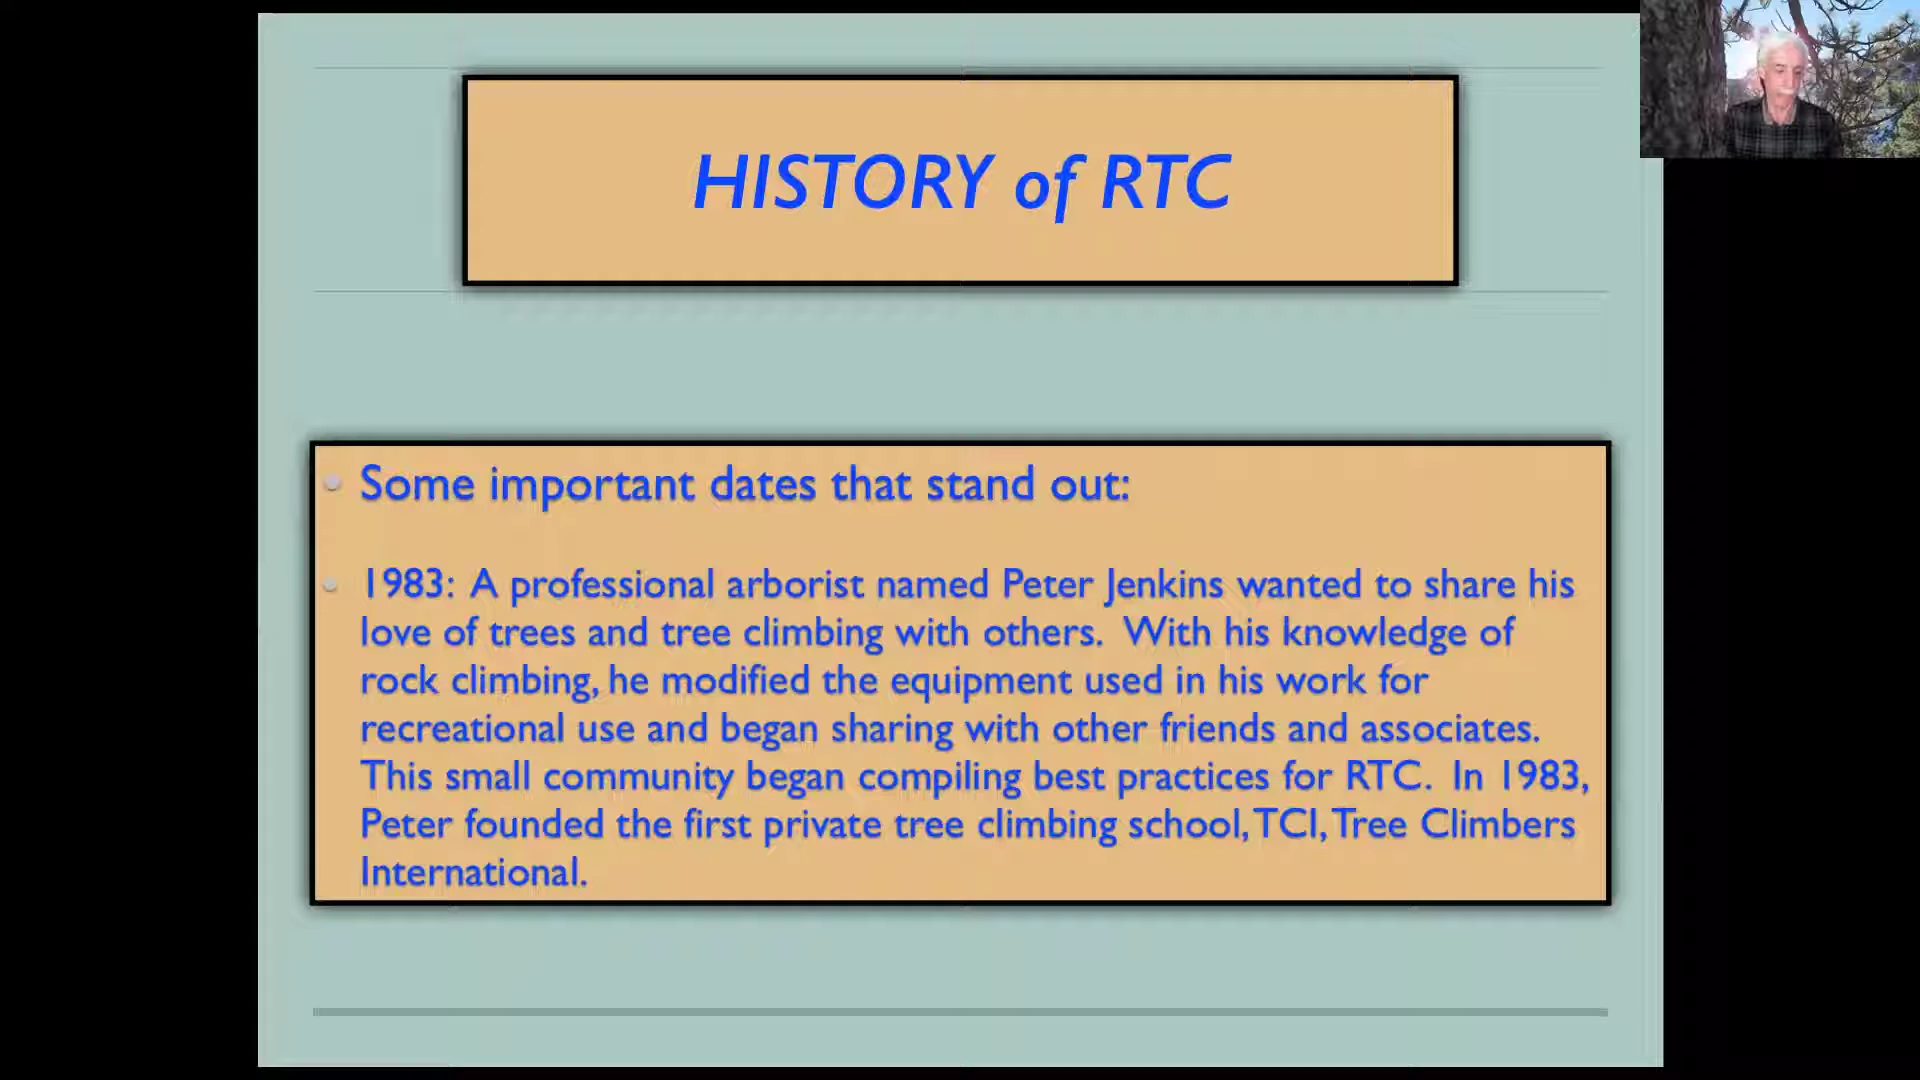 HISTORY of RTC
Some important dates that stand out:
1983: A professional arborist named Peter Jenkins wanted to share his
love of trees and tree climbing with others. With his knowledge of
rock climbing, he modified the equipment used in his work for
recreational use and began sharing with other friends and associates.
This small community began compiling best practices for RTC. In 1983,
Peter founded the first private tree climbing school, TCI, Tree Climbers
International.